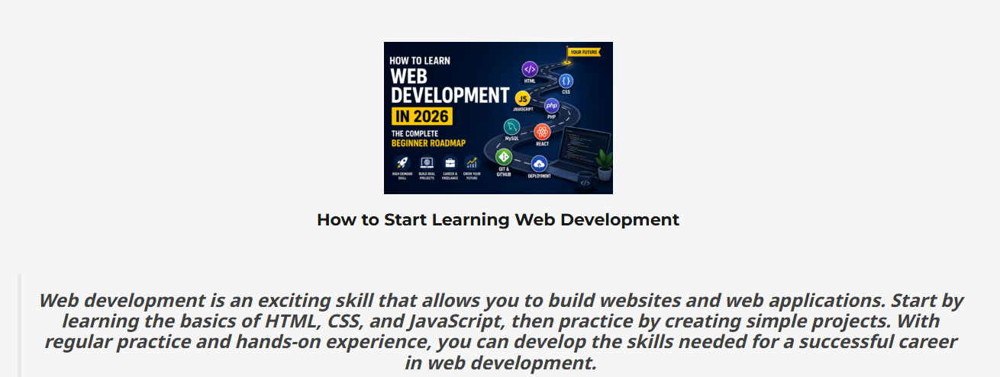 YOUR FUTURE
HOW TO LEARN
WEB
DEVELOPMENT
IN 2026
THE COMPLETE
BEGINNER ROADMAP
HIGH DEMAND
SKILL
BUILD REAL
PROJECTS
CAREER &
FREELANCE
GROW YOUR
FUTURE
</>
HTML
{}
CSS
JS
JAVASCRIPT
php
PHP
MySQL
REACT
GIT &
GITHUB
DEPLOYMENT
</>
How to Start Learning Web Development
Web development is an exciting skill that allows you to build websites and web applications. Start by
learning the basics of HTML, CSS, and JavaScript, then practice by creating simple projects. With
regular practice and hands-on experience, you can develop the skills needed for a successful career
in web development.